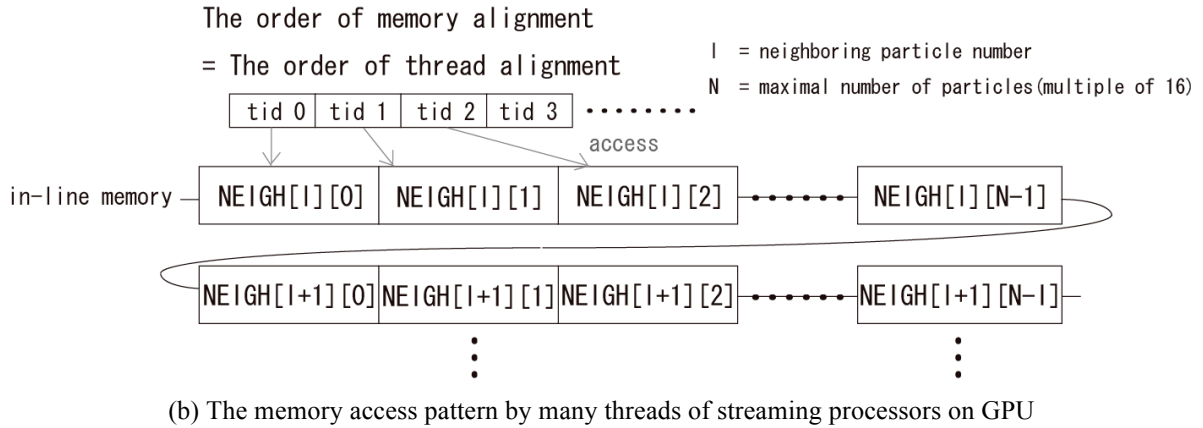 The order of memory alignment
= The order of thread alignment
I = neighboring particle number
N = maximal number of particles(multiple of 16)
tid 0 tid 1 tid 2 tid 3
access
in-line memory NEIGH[I][0] NEIGH[I][1] NEIGH[I][2] NEIGH[I][N-1]
NEIGH[I+1][0] NEIGH[I+1][1] NEIGH[I+1][2] NEIGH[I+1][N-I]
(b) The memory access pattern by many threads of streaming processors on GPU